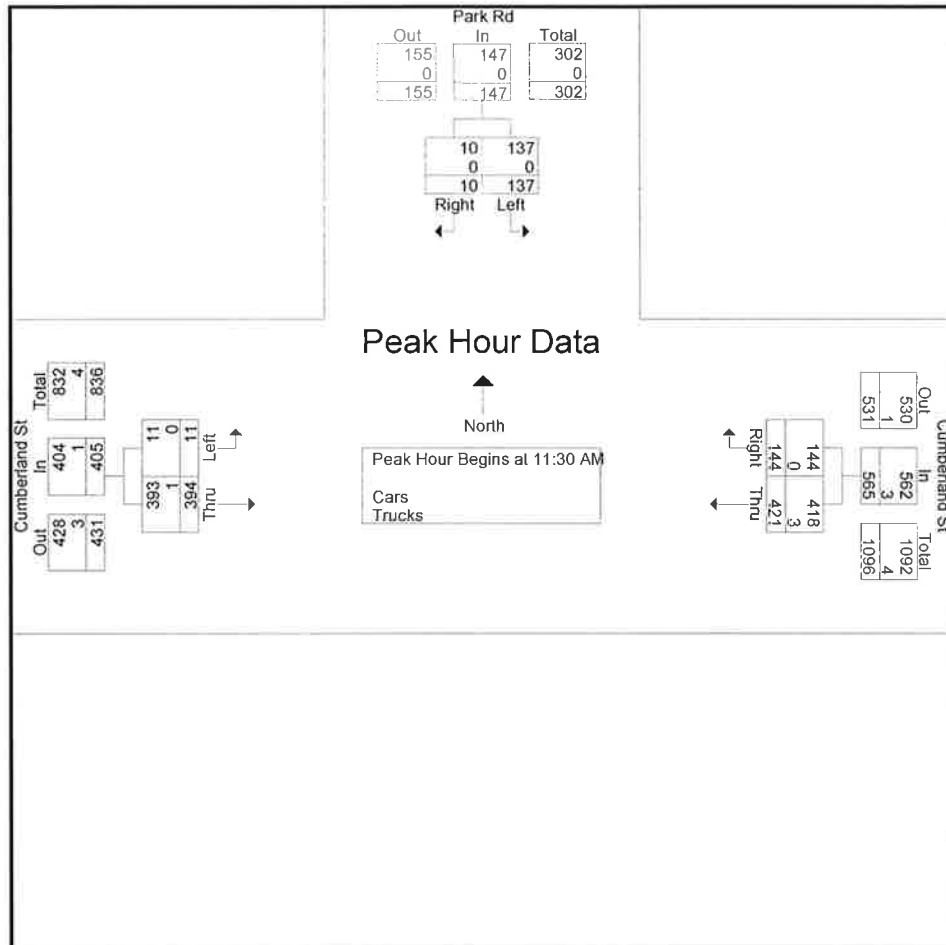 Park Rd
Out In Total
155 147 302
0 0 0
155 147 302
10 137
0 0
10 137
Right Left
Peak Hour Data
North
Peak Hour Begins at 11:30 AM
Cars
Trucks
Cumberland St
Total
832
4
836
In
404
1
405
Out
428
3
431
11
0
11
Left
393
1
394
Thru
Right
144
0
144
Thru
418
3
421
Cumberland St
Out
530
1
531
In
562
3
565
Total
1092
4
1096